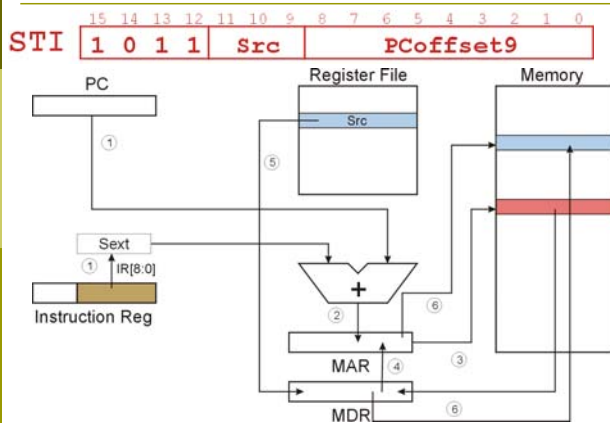 15 14 13 12 11 10 9 8 7 6 5 4 3 2 1 0
STI 1 0 1 1 Src PCoffset9
PC
Register File
Memory
Src
1
5
Sext
1
IR[8:0]
Instruction Reg
+
2
6
MAR
3
4
MDR
6